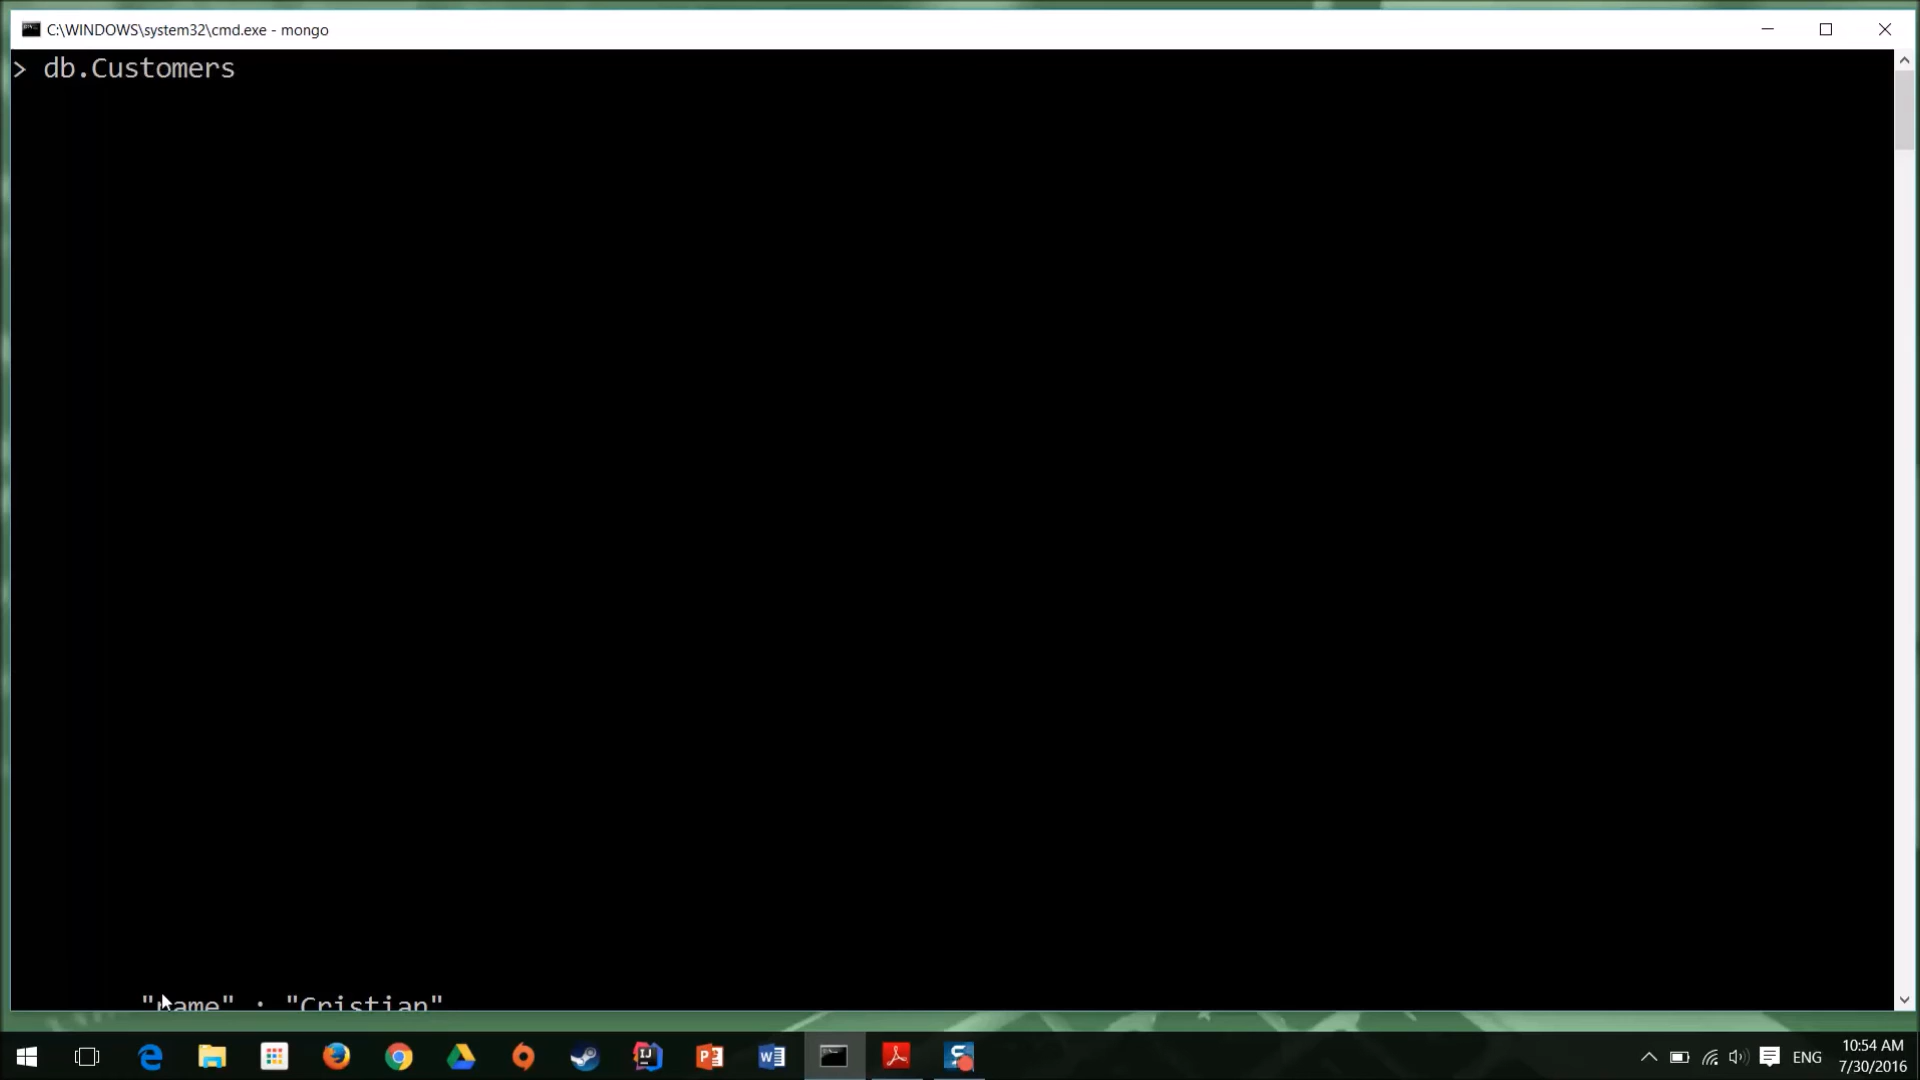 C:\WINDOWS\system32\cmd.exe - mongo
> db.Customers
"name" : "Cristian"
ENG
10:54 AM
7/30/2016